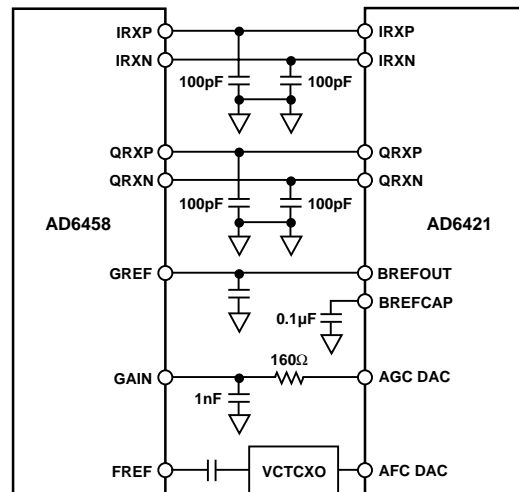 IRXP IRXP
IRXN IRXN
100pF 100pF
QRXP QRXP
QRXN QRXN
100pF 100pF
AD6458 AD6421
GREF BREFOUT
BREFCAP
0.1µF
160Ω
GAIN AGC DAC
1nF
FREF VCTCXO AFC DAC